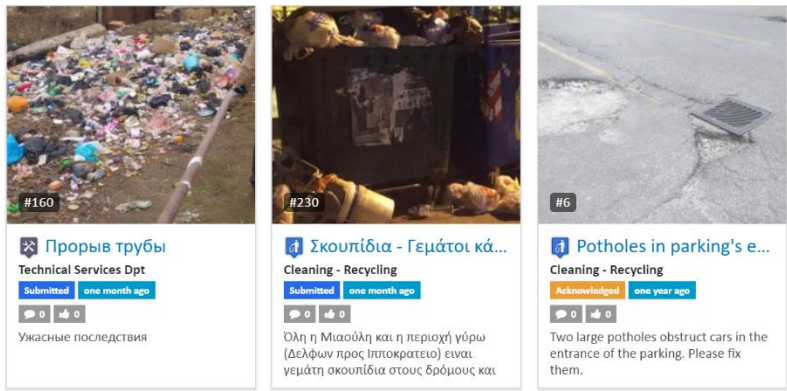 #160
Прорыв трубы
Technical Services Dpt
Submitted one month ago
0 0
Ужасные последствия
#230
Σκουπίδια - Γεμάτοι κά...
Cleaning - Recycling
Submitted one month ago
0 0
Όλη η Μιαούλη και η περιοχή γύρω
(Δελφων προς Ιπποκρατειο) ειναι
γεμάτη σκουπίδια στους δρόμους και
#6
Potholes in parking's e...
Cleaning - Recycling
Acknowledged one year ago
0 0
Two large potholes obstruct cars in the
entrance of the parking. Please fix
them.